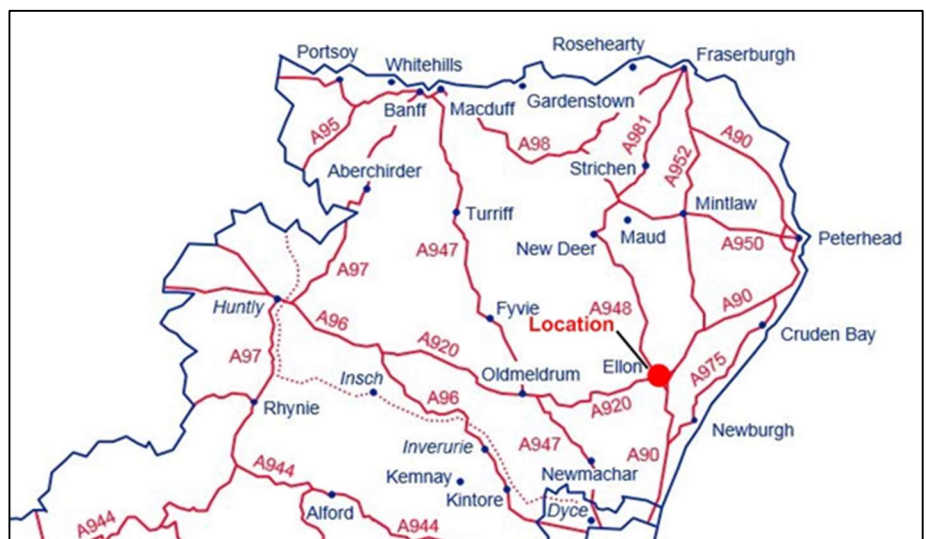 Portsoy
Whitehills
Rosehearty
Fraserburgh
Banff
Macduff
Gardenstown
A95
A98
A981
A952
A90
Aberchirder
Strichen
Mintlaw
Turriff
New Deer
Maud
A950
Peterhead
A947
A97
Huntly
A96
Fyvie
A948
Location
A90
Cruden Bay
A920
A97
Insch
Oldmeldrum
Ellon
A975
Rhynie
A96
A920
Newburgh
Inverurie
A947
A90
A944
Kemnay
Newmachar
Kintore
Alford
Dyce
A944
A944